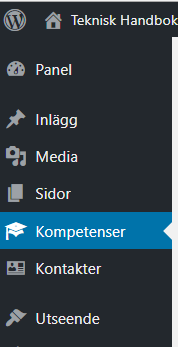 Teknisk Handbok
Panel
Inlägg
Media
Sidor
Kompetenser
Kontakter
Utseende